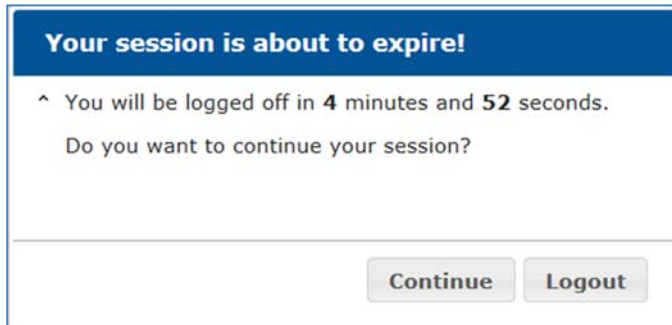 Your session is about to expire!
^ You will be logged off in 4 minutes and 52 seconds.
Do you want to continue your session?
Continue Logout